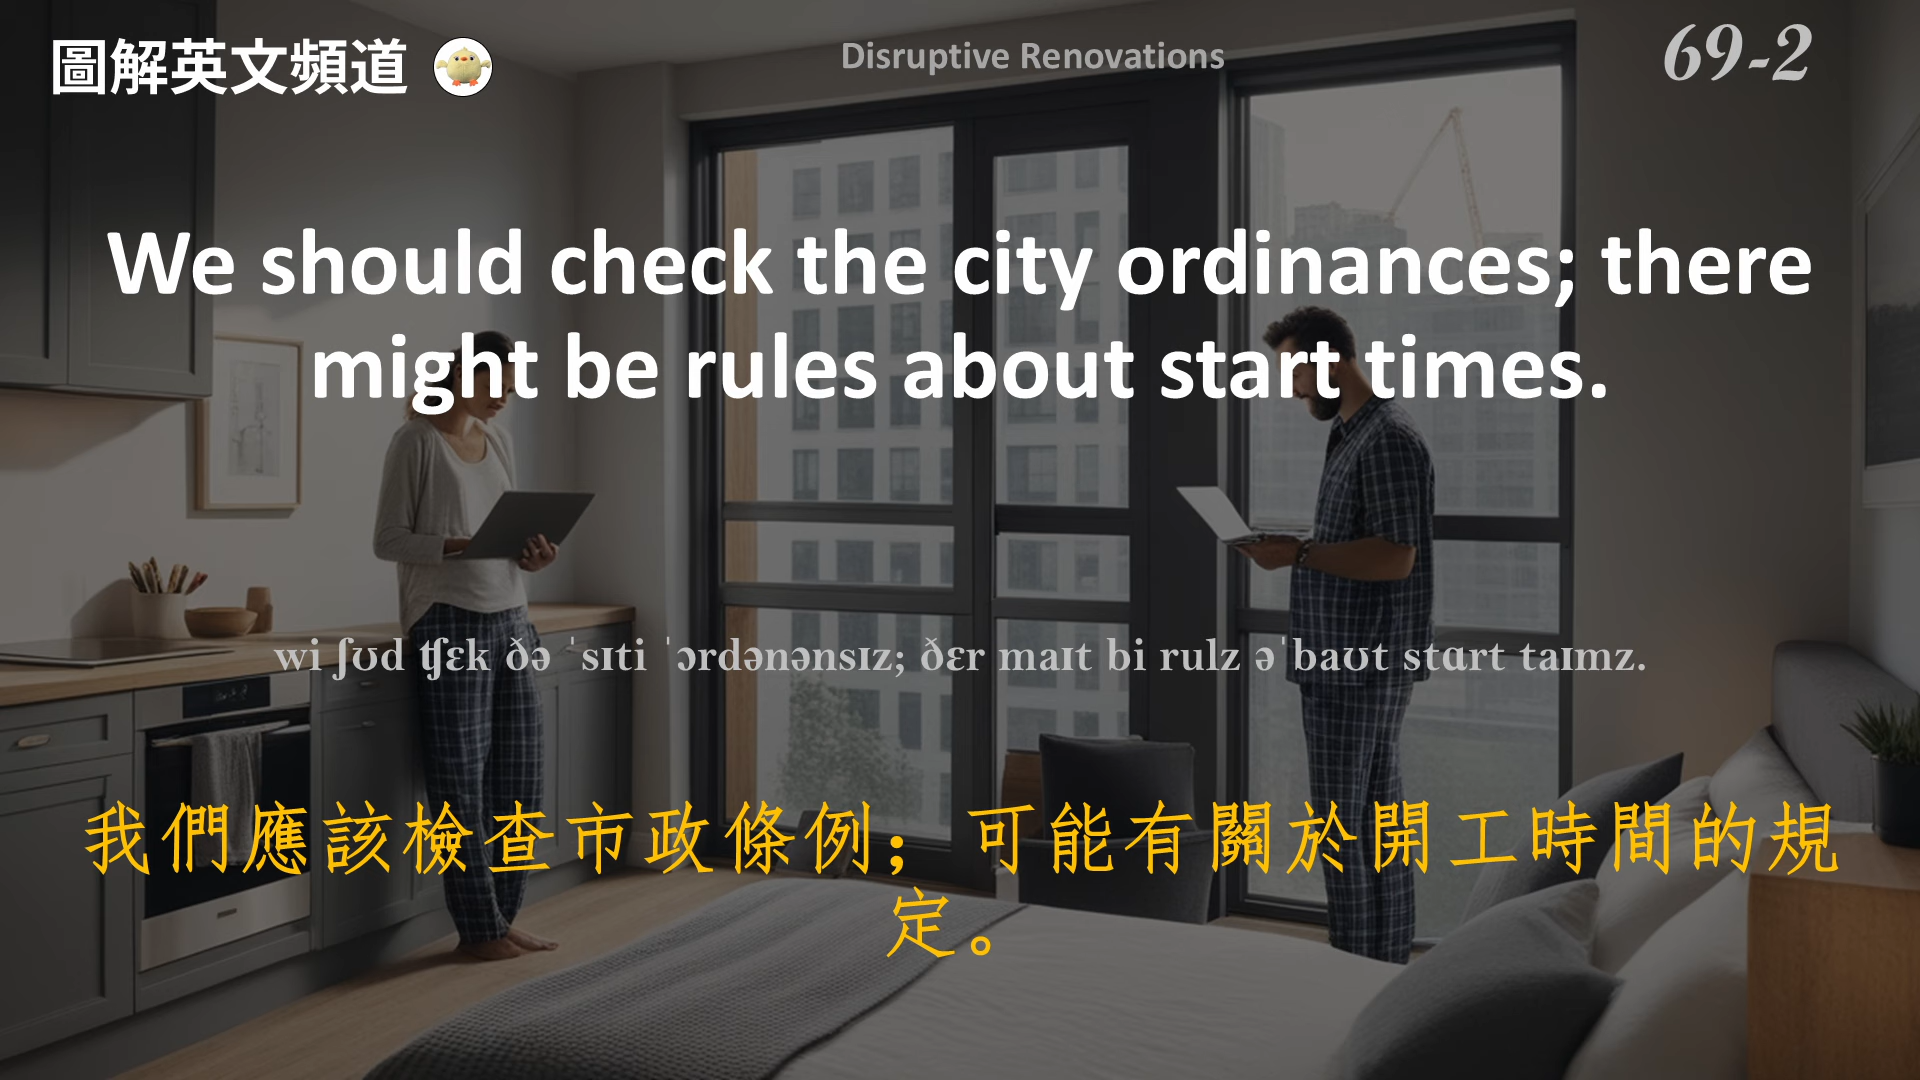 圖解英文頻道
Disruptive Renovations
69-2
We should check the city ordinances; there
might be rules about start times.
wi ʃʊd ʧɛk ðə ˈsɪti ˈɔrdənənsɪz; ðɛr maɪt bi rulz əˈbaʊt stɑrt taɪmz.
我們應該檢查市政條例；可能有關於開工時間的規
定。